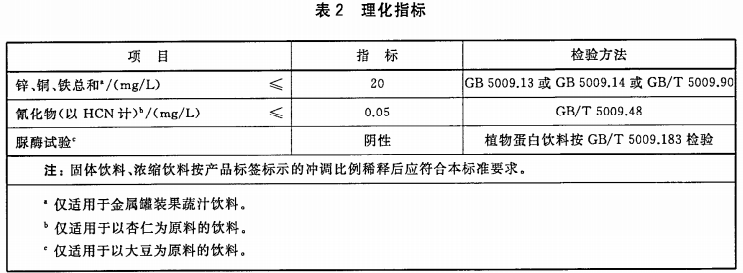 表2 理化指标
项 目 指 标 检验方法
锌、铜、铁总和ᵃ/(mg/L) ≤ 20 GB 5009.13 或 GB 5009.14 或 GB/T 5009.90
氰化物(以 HCN 计)ᵇ/(mg/L) ≤ 0.05 GB/T 5009.48
脲酶试验ᶜ 阴性 植物蛋白饮料按 GB/T 5009.183 检验
注:固体饮料、浓缩饮料按产品标签标示的冲调比例稀释后应符合本标准要求。
ᵃ 仅适用于金属罐装果蔬汁饮料。
ᵇ 仅适用于以杏仁为原料的饮料。
ᶜ 仅适用于以大豆为原料的饮料。